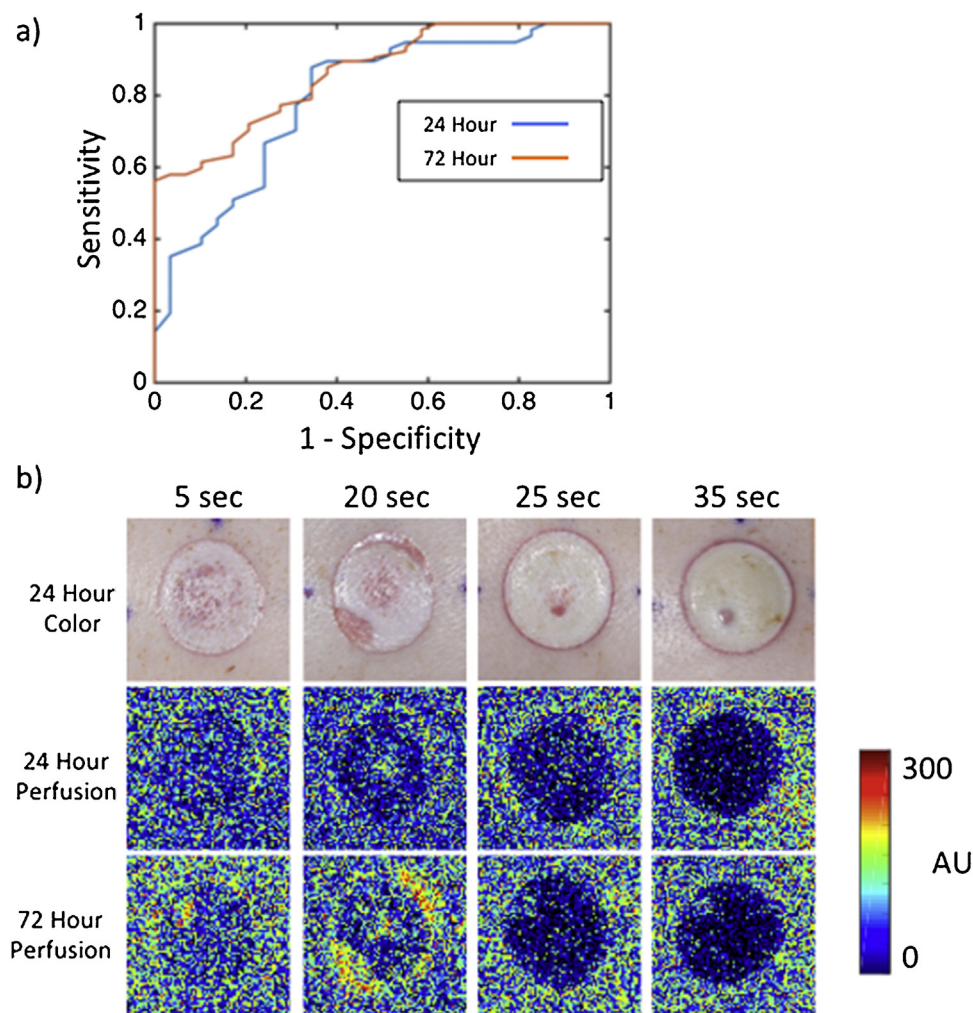 a)
1
0.8
0.6
0.4
0.2
0
Sensitivity
24 Hour
72 Hour
0
0.2
0.4
0.6
0.8
1
1 - Specificity
b)
5 sec
20 sec
25 sec
35 sec
24 Hour
Color
24 Hour
Perfusion
72 Hour
Perfusion
300
AU
0